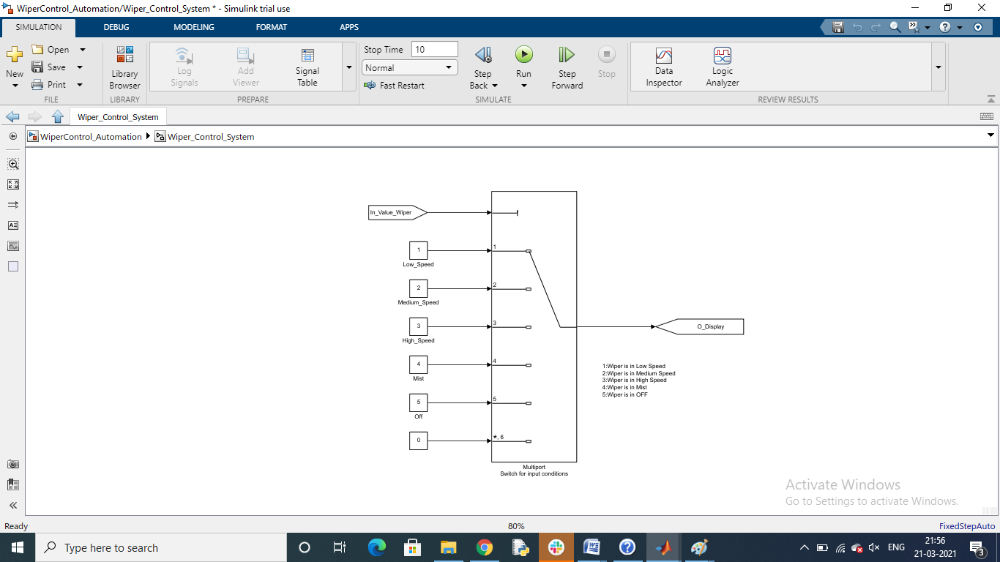 WiperControl_Automation/Wiper_Control_System * - Simulink trial use
SIMULATION DEBUG MODELING FORMAT APPS
New
Open
Save
Print
FILE
Library
Browser
LIBRARY
Log
Signals
Add
Viewer
Signal
Table
PREPARE
Stop Time 10
Normal
Fast Restart
Step
Back
Run
Step
Forward
Stop
SIMULATE
Data
Inspector
Logic
Analyzer
REVIEW RESULTS
Wiper_Control_System
WiperControl_Automation Wiper_Control_System
In_Value_Wiper
1 1
Low_Speed
2 2
Medium_Speed
3 3
High_Speed
4 4
Mist
5 5
Off
0 *, 6
Multiport
Switch for input conditions
O_Display
1:Wiper is in Low Speed
2:Wiper is in Medium Speed
3:Wiper is in High Speed
4:Wiper is in Mist
5:Wiper is in OFF
Activate Windows
Go to Settings to activate Windows.
Ready 80% FixedStepAuto
Type here to search
ENG
21:56
21-03-2021
3